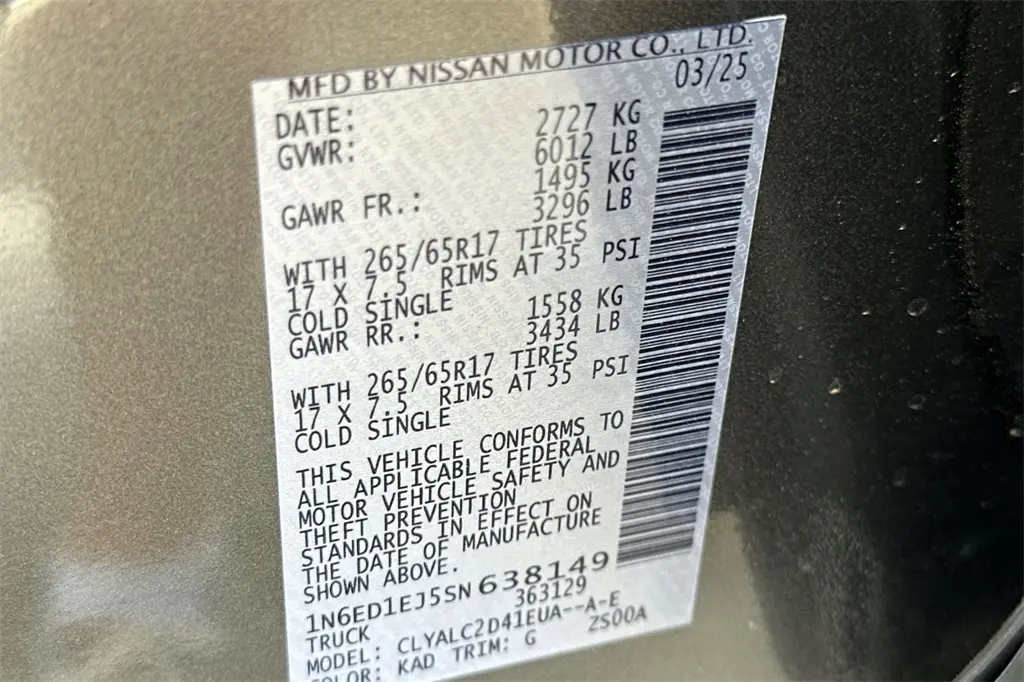 MFD BY NISSAN MOTOR CO., LTD.
DATE: 03/25
GVWR: 2727 KG
6012 LB
GAWR FR.: 1495 KG
3296 LB
WITH 265/65R17 TIRES
17 X 7.5 RIMS AT 35 PSI
COLD SINGLE
GAWR RR.: 1558 KG
3434 LB
WITH 265/65R17 TIRES
17 X 7.5 RIMS AT 35 PSI
COLD SINGLE
THIS VEHICLE CONFORMS TO
ALL APPLICABLE FEDERAL
MOTOR VEHICLE SAFETY AND
THEFT PREVENTION
STANDARDS IN EFFECT ON
THE DATE OF MANUFACTURE
SHOWN ABOVE.
1N6ED1EJ5SN638149
TRUCK 363129
MODEL: CLYALC2D41EUA--A-E
COLOR: KAD TRIM: G ZS00A